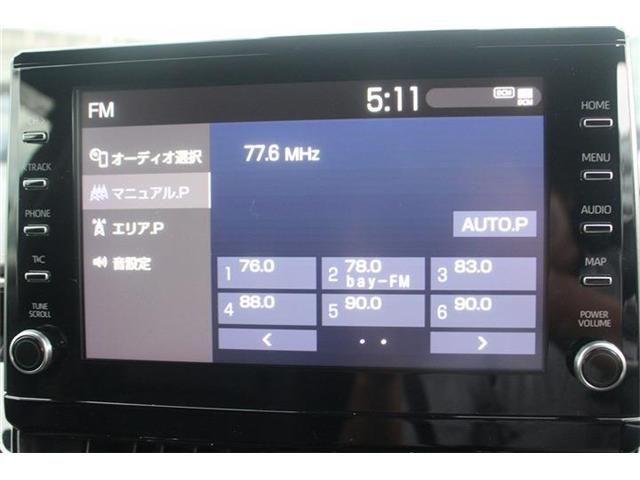 FM
5:11
DCM
DCM
オーディオ選択
マニュアル.P
エリア.P
音設定
77.6 MHz
AUTO.P
1 76.0
2 78.0
bay-FM
3 83.0
4 88.0
5 90.0
6 90.0
<
>
TRACK
PHONE
TUNE
SCROLL
HOME
MENU
AUDIO
MAP
POWER
VOLUME